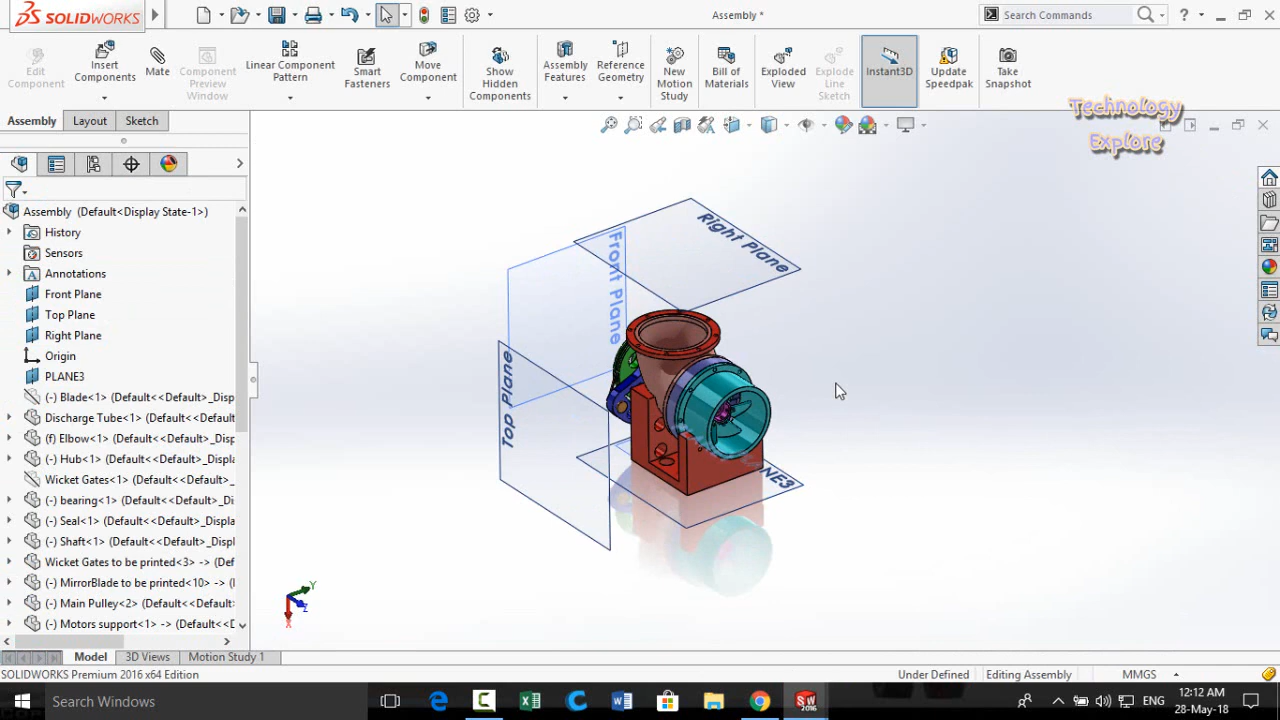 SOLIDWORKS
Assembly *
Search Commands
?
Edit
Component
Insert
Components
Mate
Component
Preview
Window
Linear Component
Pattern
Smart
Fasteners
Move
Component
Show
Hidden
Components
Assembly
Features
Reference
Geometry
New
Motion
Study
Bill of
Materials
Exploded
View
Explode
Line
Sketch
Instant3D
Update
Speedpak
Take
Snapshot
Technology
Explore
Assembly
Layout
Sketch
Assembly (Default<Display State-1>)
History
Sensors
Annotations
Front Plane
Top Plane
Right Plane
Origin
PLANE3
(-) Blade<1> (Default<<Default>_Disp
Discharge Tube<1> (Default<<Default
(f) Elbow<1> (Default<<Default>_Disp
(-) Hub<1> (Default<<Default>_Displa
Wicket Gates<1> (Default<<Default>_
(-) bearing<1> (Default<<Default>_Di
(-) Seal<1> (Default<<Default>_Displa
(-) Shaft<1> (Default<<Default>_Displ
Wicket Gates to be printed<3> -> (Def
(-) MirrorBlade to be printed<10> -> (
(-) Main Pulley<2> (Default<<Default
(-) Motors support<1> -> (Default<<D
Right Plane
Front Plane
Top Plane
NE3
Y
Z
X
Model
3D Views
Motion Study 1
SOLIDWORKS Premium 2016 x64 Edition
Under Defined
Editing Assembly
MMGS
Search Windows
ENG
12:12 AM
28-May-18